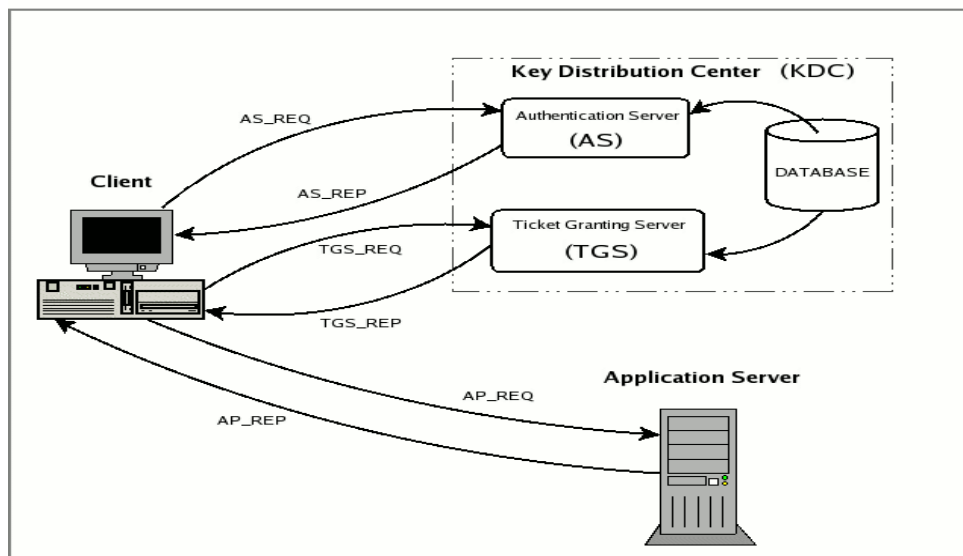 Key Distribution Center (KDC)
AS_REQ
Authentication Server
(AS)
DATABASE
Client
AS_REP
TGS_REQ
Ticket Granting Server
(TGS)
TGS_REP
Application Server
AP_REQ
AP_REP